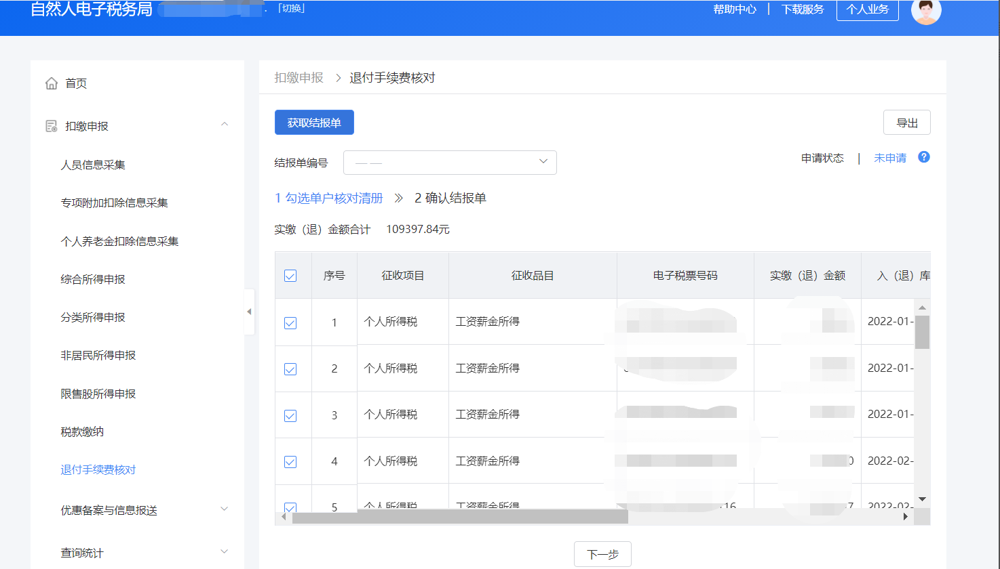 自然人电子税务局 「切换」 帮助中心 | 下载服务 个人业务
首页
扣缴申报
人员信息采集
专项附加扣除信息采集
个人养老金扣除信息采集
综合所得申报
分类所得申报
非居民所得申报
限售股所得申报
税款缴纳
退付手续费核对
优惠备案与信息报送
查询统计
扣缴申报 > 退付手续费核对
获取结报单 导出
结报单编号 — — 申请状态 | 未申请 ?
1 勾选单户核对清册 >> 2 确认结报单
实缴（退）金额合计 109397.84元
序号 征收项目 征收品目 电子税票号码 实缴（退）金额 入（退）库
1 个人所得税 工资薪金所得 2022-01-
2 个人所得税 工资薪金所得 2022-01-
3 个人所得税 工资薪金所得 2022-01-
4 个人所得税 工资薪金所得 0 2022-02-
5 个人所得税 工资薪金所得 16 7 2022-02-
下一步